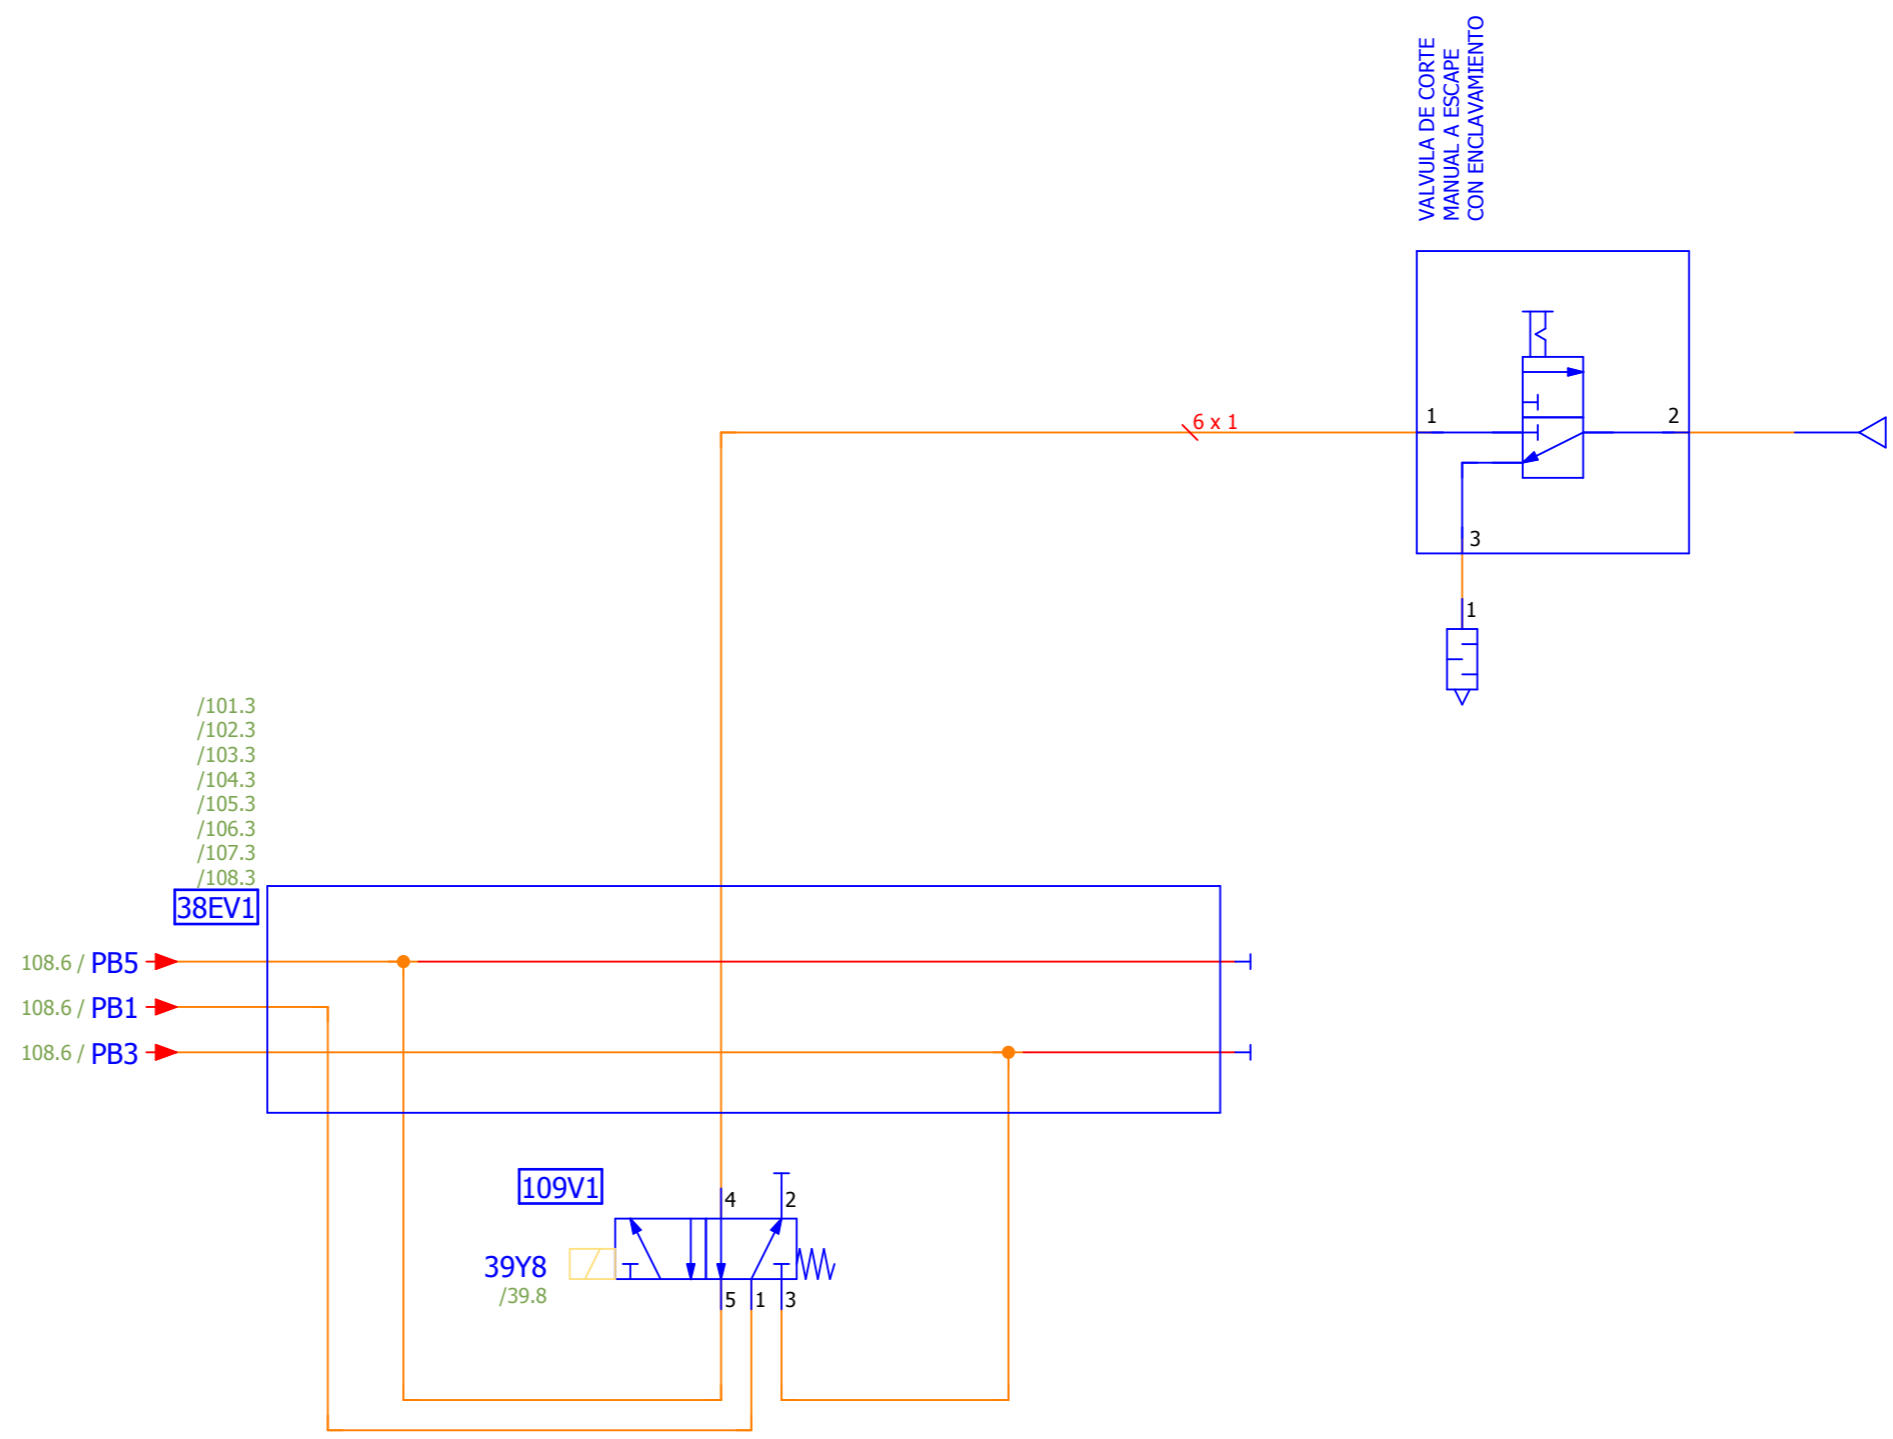 VALVULA DE CORTE
MANUAL A ESCAPE
CON ENCLAVAMIENTO
6 x 1
1
2
3
1
/101.3
/102.3
/103.3
/104.3
/105.3
/106.3
/107.3
/108.3
38EV1
108.6 / PB5
108.6 / PB1
108.6 / PB3
109V1
4
2
39Y8
/39.8
5
1
3